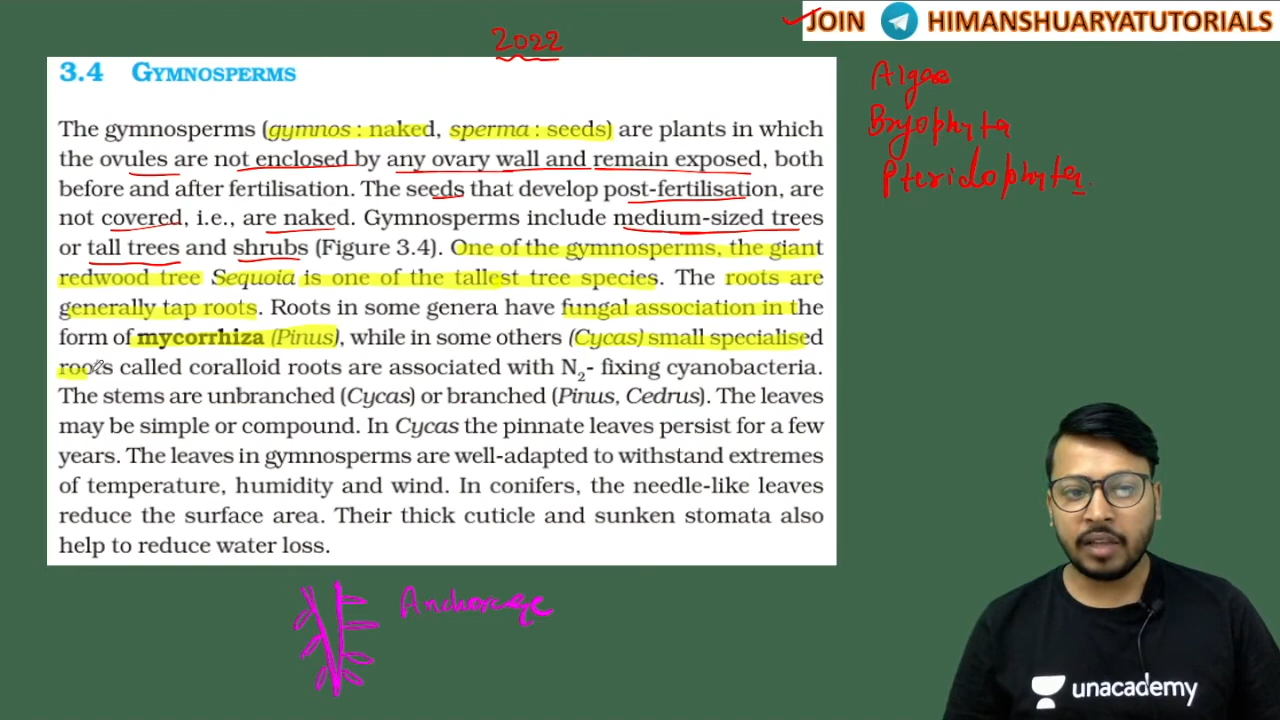 JOIN HIMANSHUARYATUTORIALS
2022
3.4 GYMNOSPERMS
The gymnosperms (gymnos : naked, sperma : seeds) are plants in which
the ovules are not enclosed by any ovary wall and remain exposed, both
before and after fertilisation. The seeds that develop post-fertilisation, are
not covered, i.e., are naked. Gymnosperms include medium-sized trees
or tall trees and shrubs (Figure 3.4). One of the gymnosperms, the giant
redwood tree Sequoia is one of the tallest tree species. The roots are
generally tap roots. Roots in some genera have fungal association in the
form of mycorrhiza (Pinus), while in some others (Cycas) small specialised
roots called coralloid roots are associated with N₂- fixing cyanobacteria.
The stems are unbranched (Cycas) or branched (Pinus, Cedrus). The leaves
may be simple or compound. In Cycas the pinnate leaves persist for a few
years. The leaves in gymnosperms are well-adapted to withstand extremes
of temperature, humidity and wind. In conifers, the needle-like leaves
reduce the surface area. Their thick cuticle and sunken stomata also
help to reduce water loss.
Algae
Bryophyta
Pteridophyta.
Anchorage
unacademy